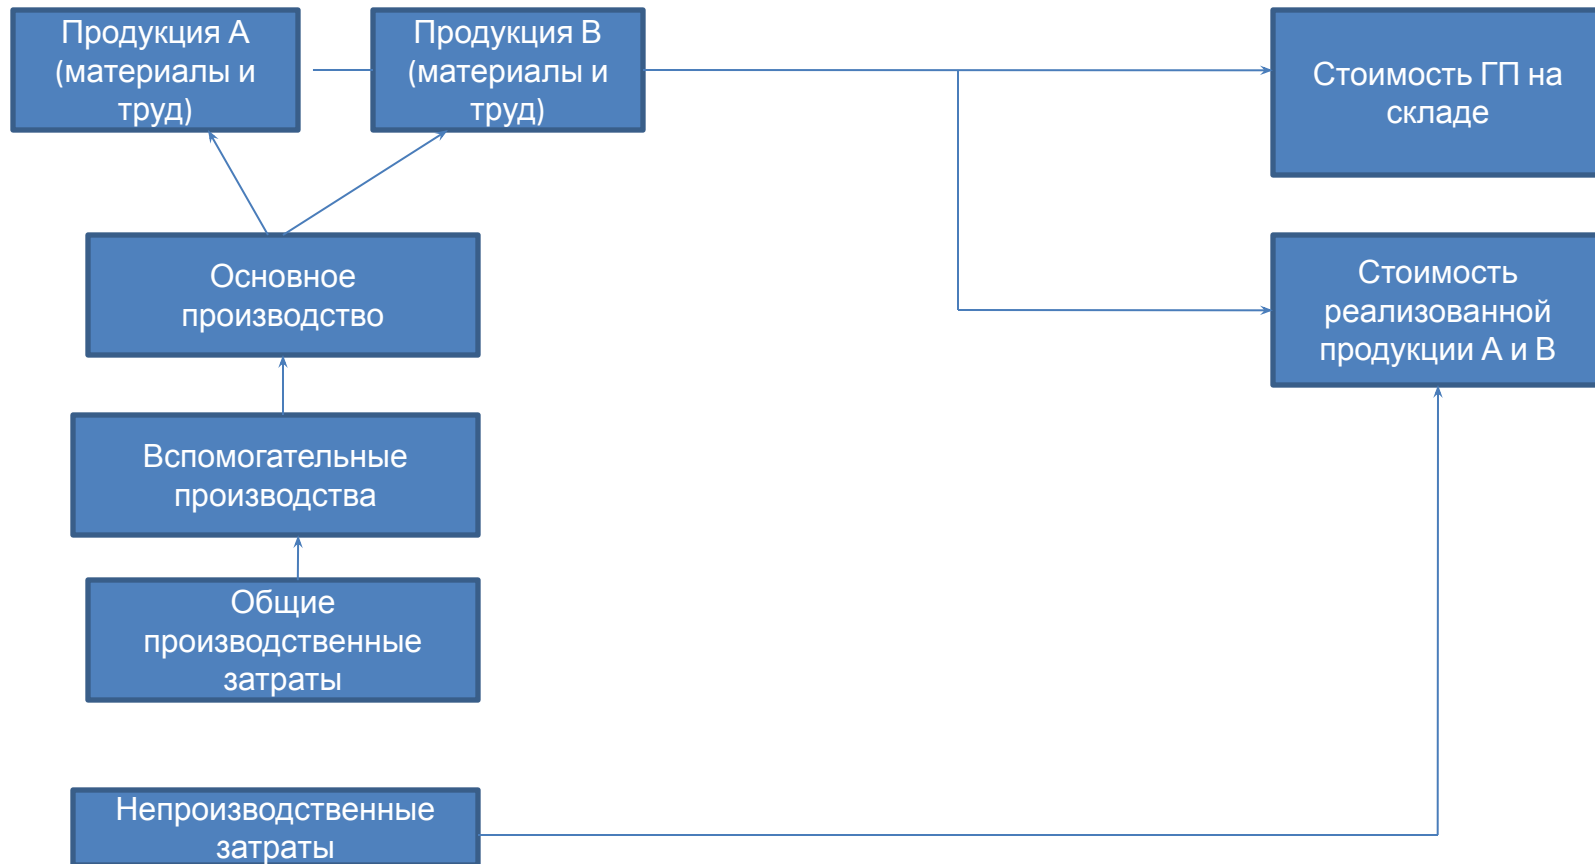 Продукция А
(материалы и
труд)
Продукция В
(материалы и
труд)
Стоимость ГП на
складе
Основное
производство
Стоимость
реализованной
продукции А и В
Вспомогательные
производства
Общие
производственные
затраты
Непроизводственные
затраты